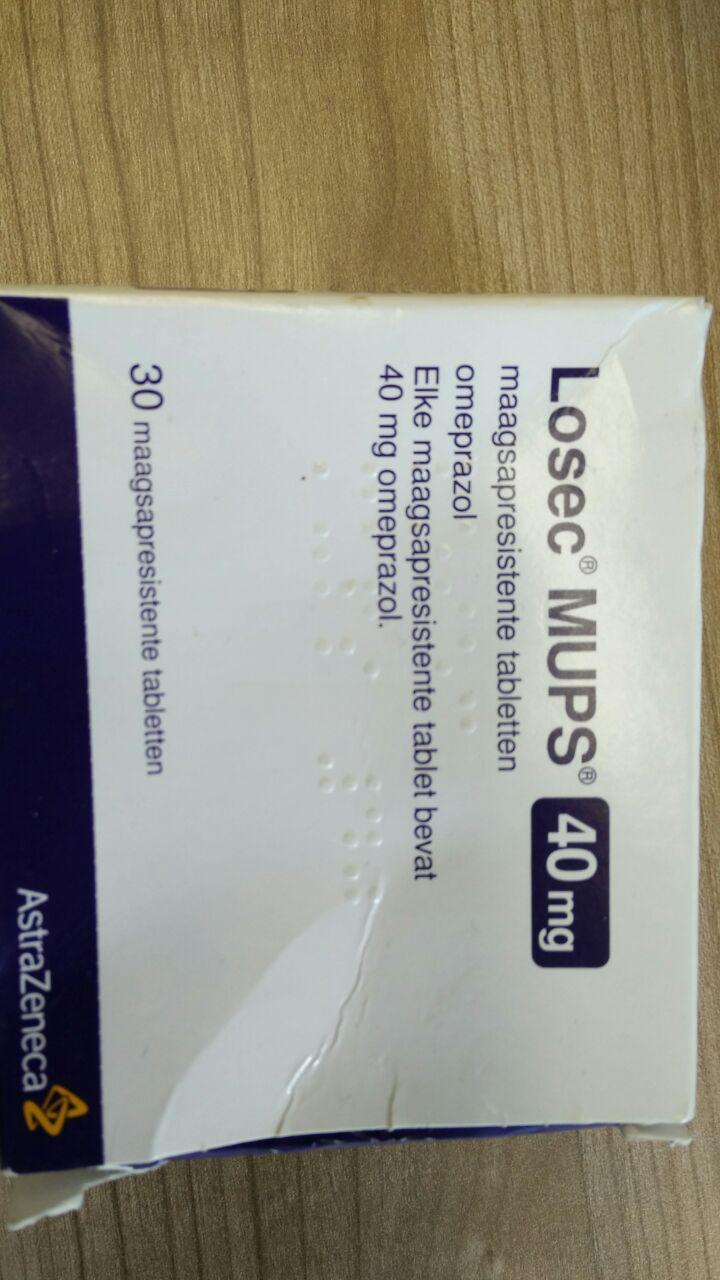 Losec® MUPS® 40 mg
maagsapresistente tabletten
omeprazol
Elke maagsapresistente tablet bevat
40 mg omeprazol.
30 maagsapresistente tabletten
AstraZeneca